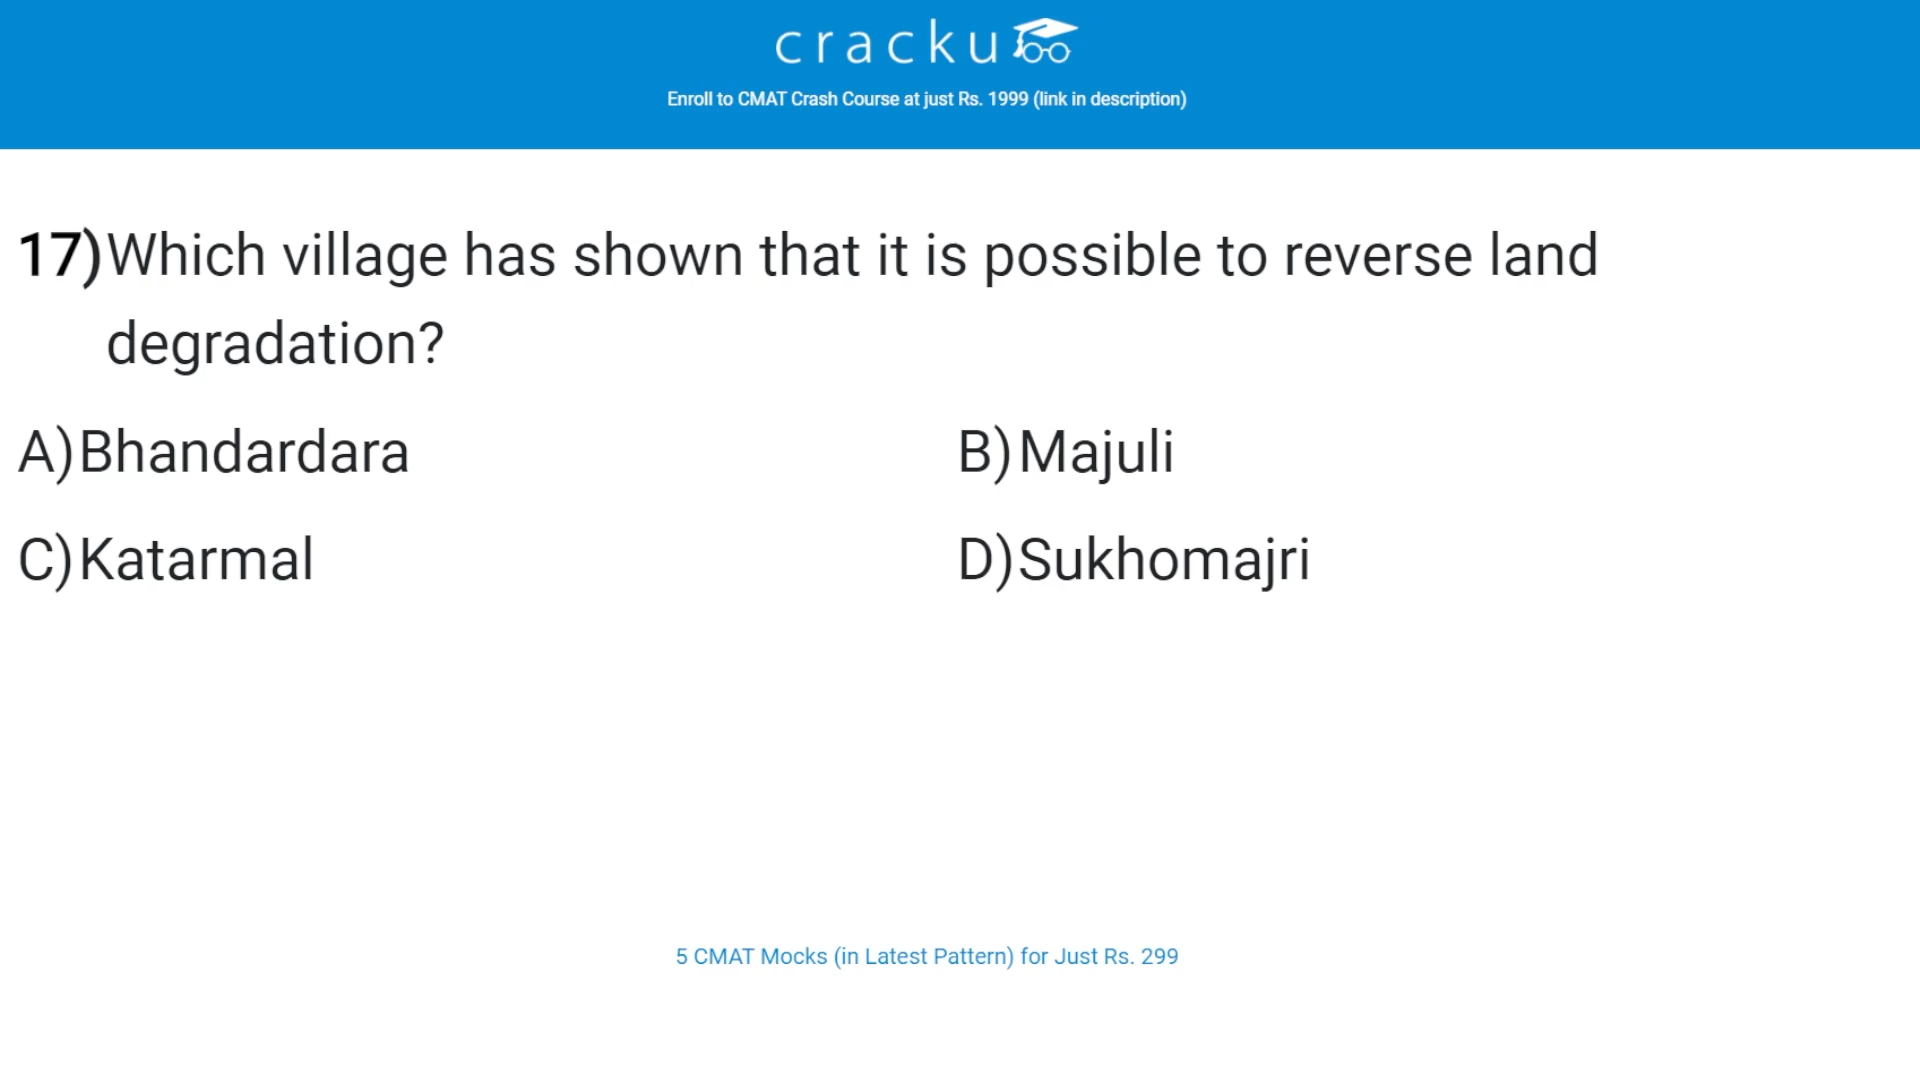 cracku
Enroll to CMAT Crash Course at just Rs. 1999 (link in description)
17)Which village has shown that it is possible to reverse land
degradation?
A)Bhandardara
B)Majuli
C)Katarmal
D)Sukhomajri
5 CMAT Mocks (in Latest Pattern) for Just Rs. 299